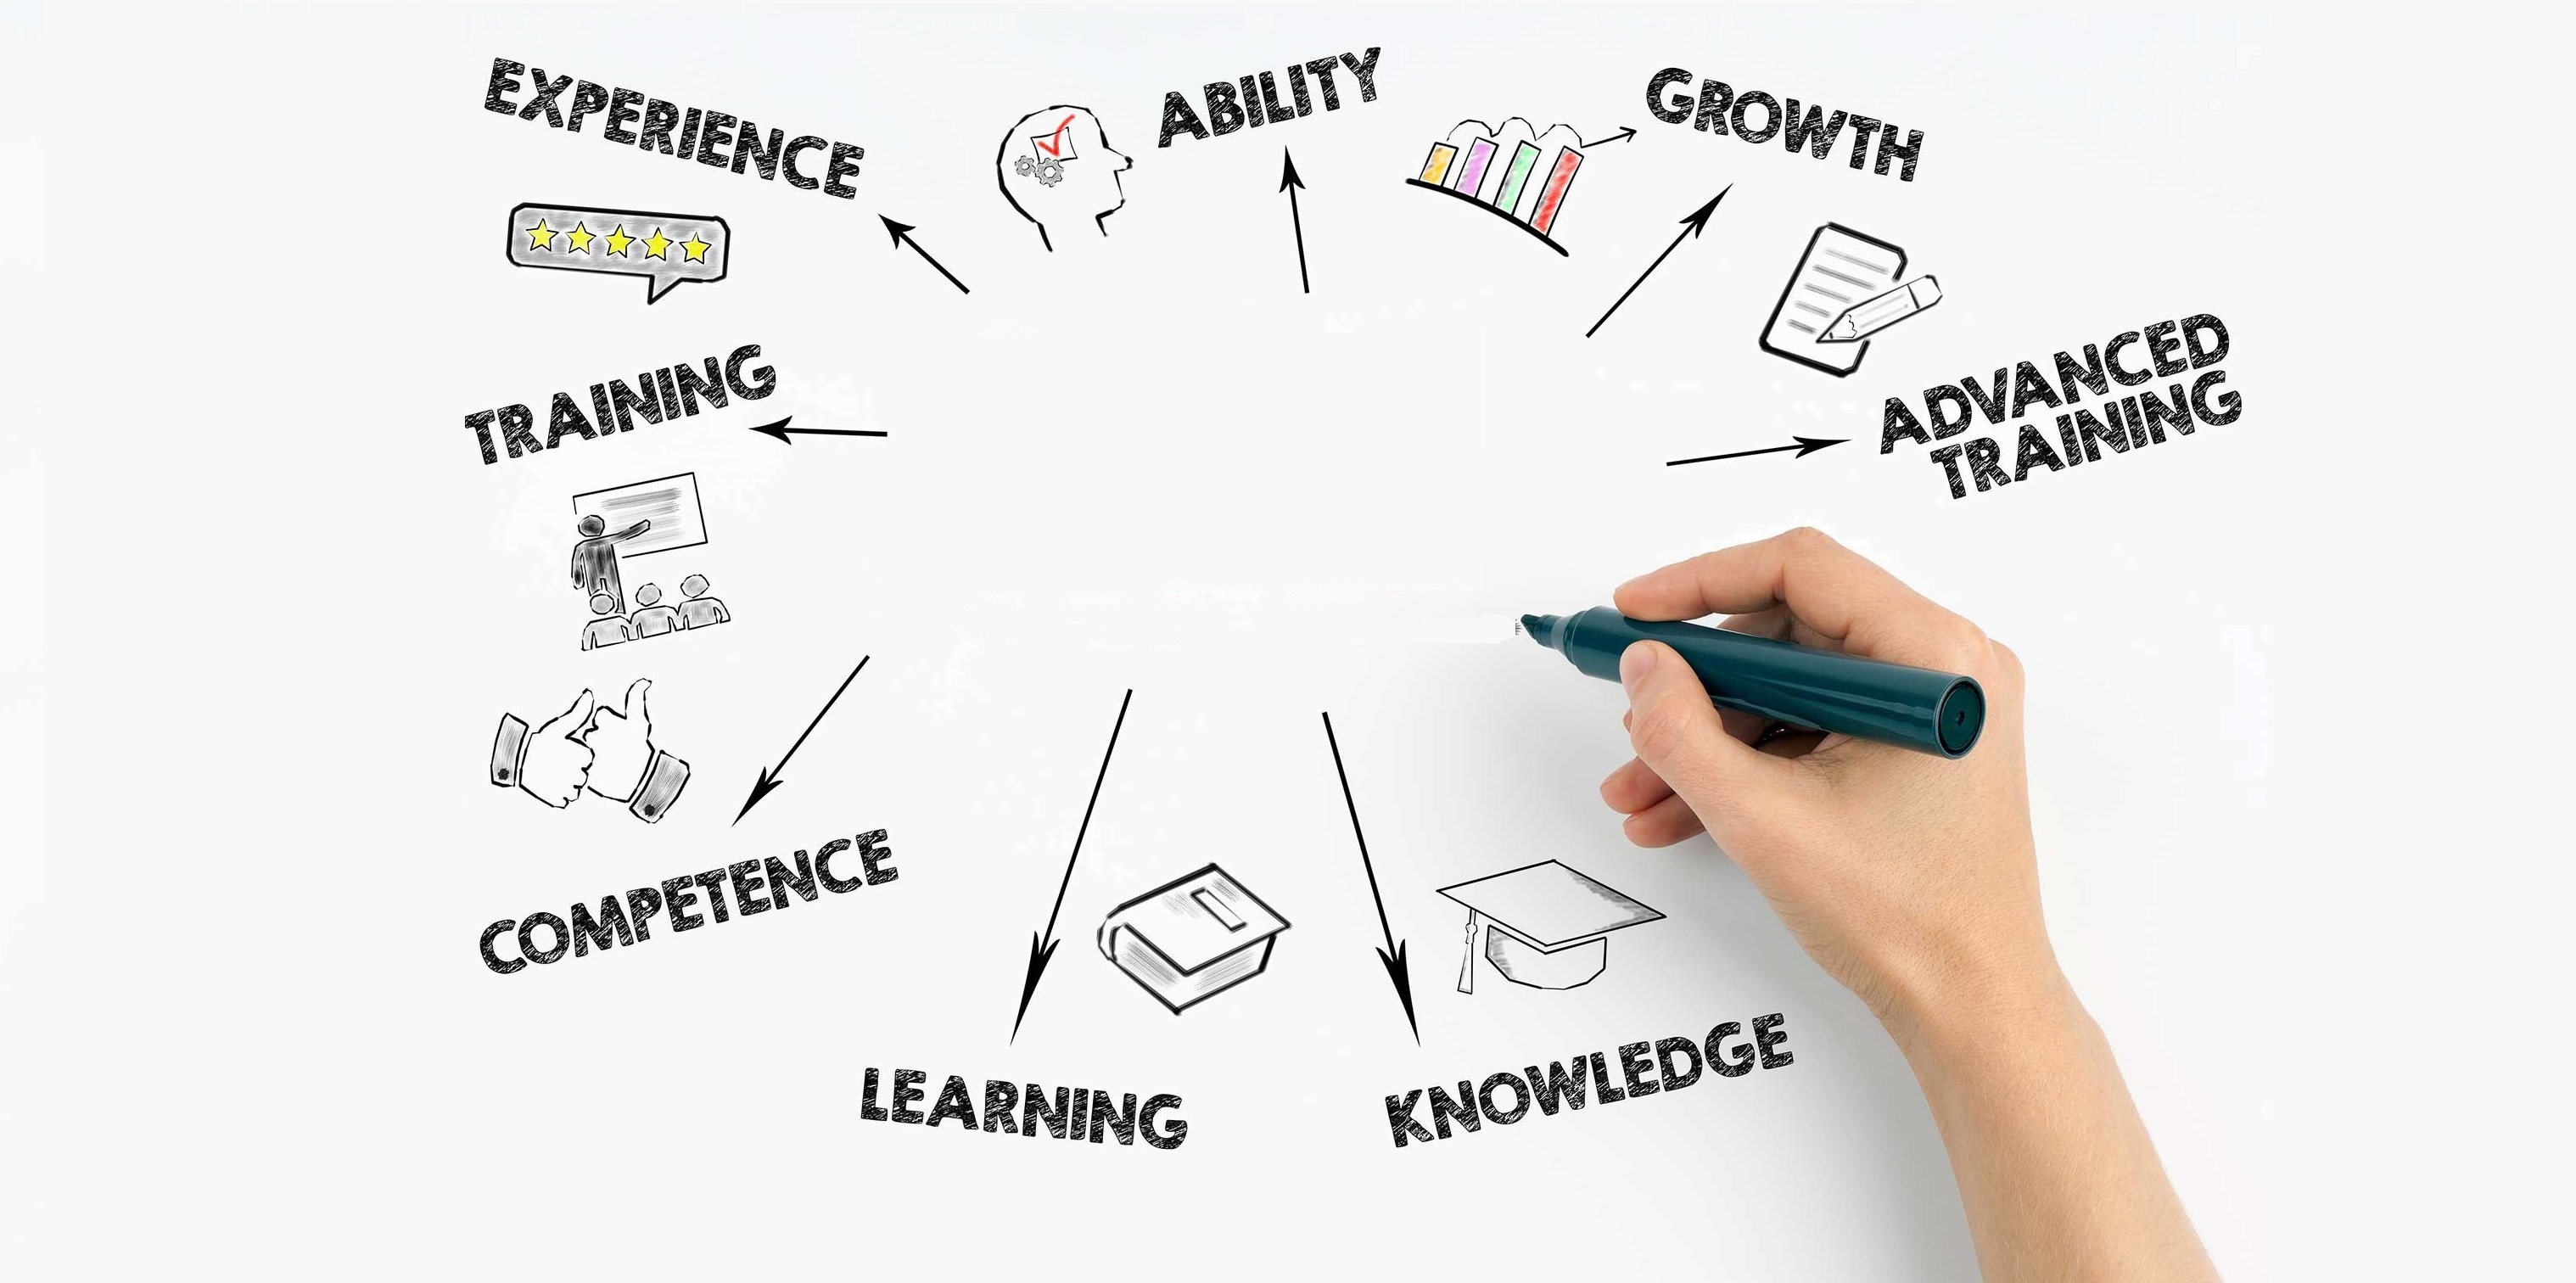 EXPERIENCE
ABILITY
GROWTH
TRAINING
ADVANCED
TRAINING
COMPETENCE
LEARNING
KNOWLEDGE